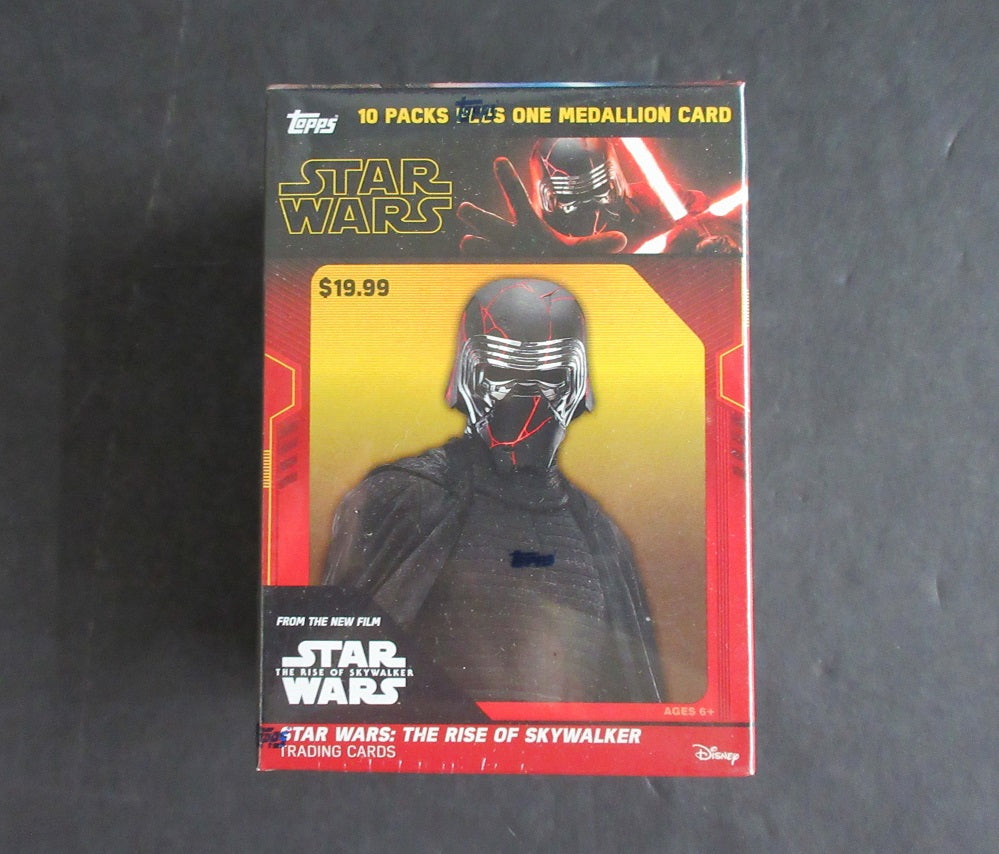 topps
10 PACKS PLUS ONE MEDALLION CARD
STAR
WARS
$19.99
topps
FROM THE NEW FILM
STAR
THE RISE OF SKYWALKER
WARS
AGES 6+
STAR WARS: THE RISE OF SKYWALKER
TRADING CARDS
Disney